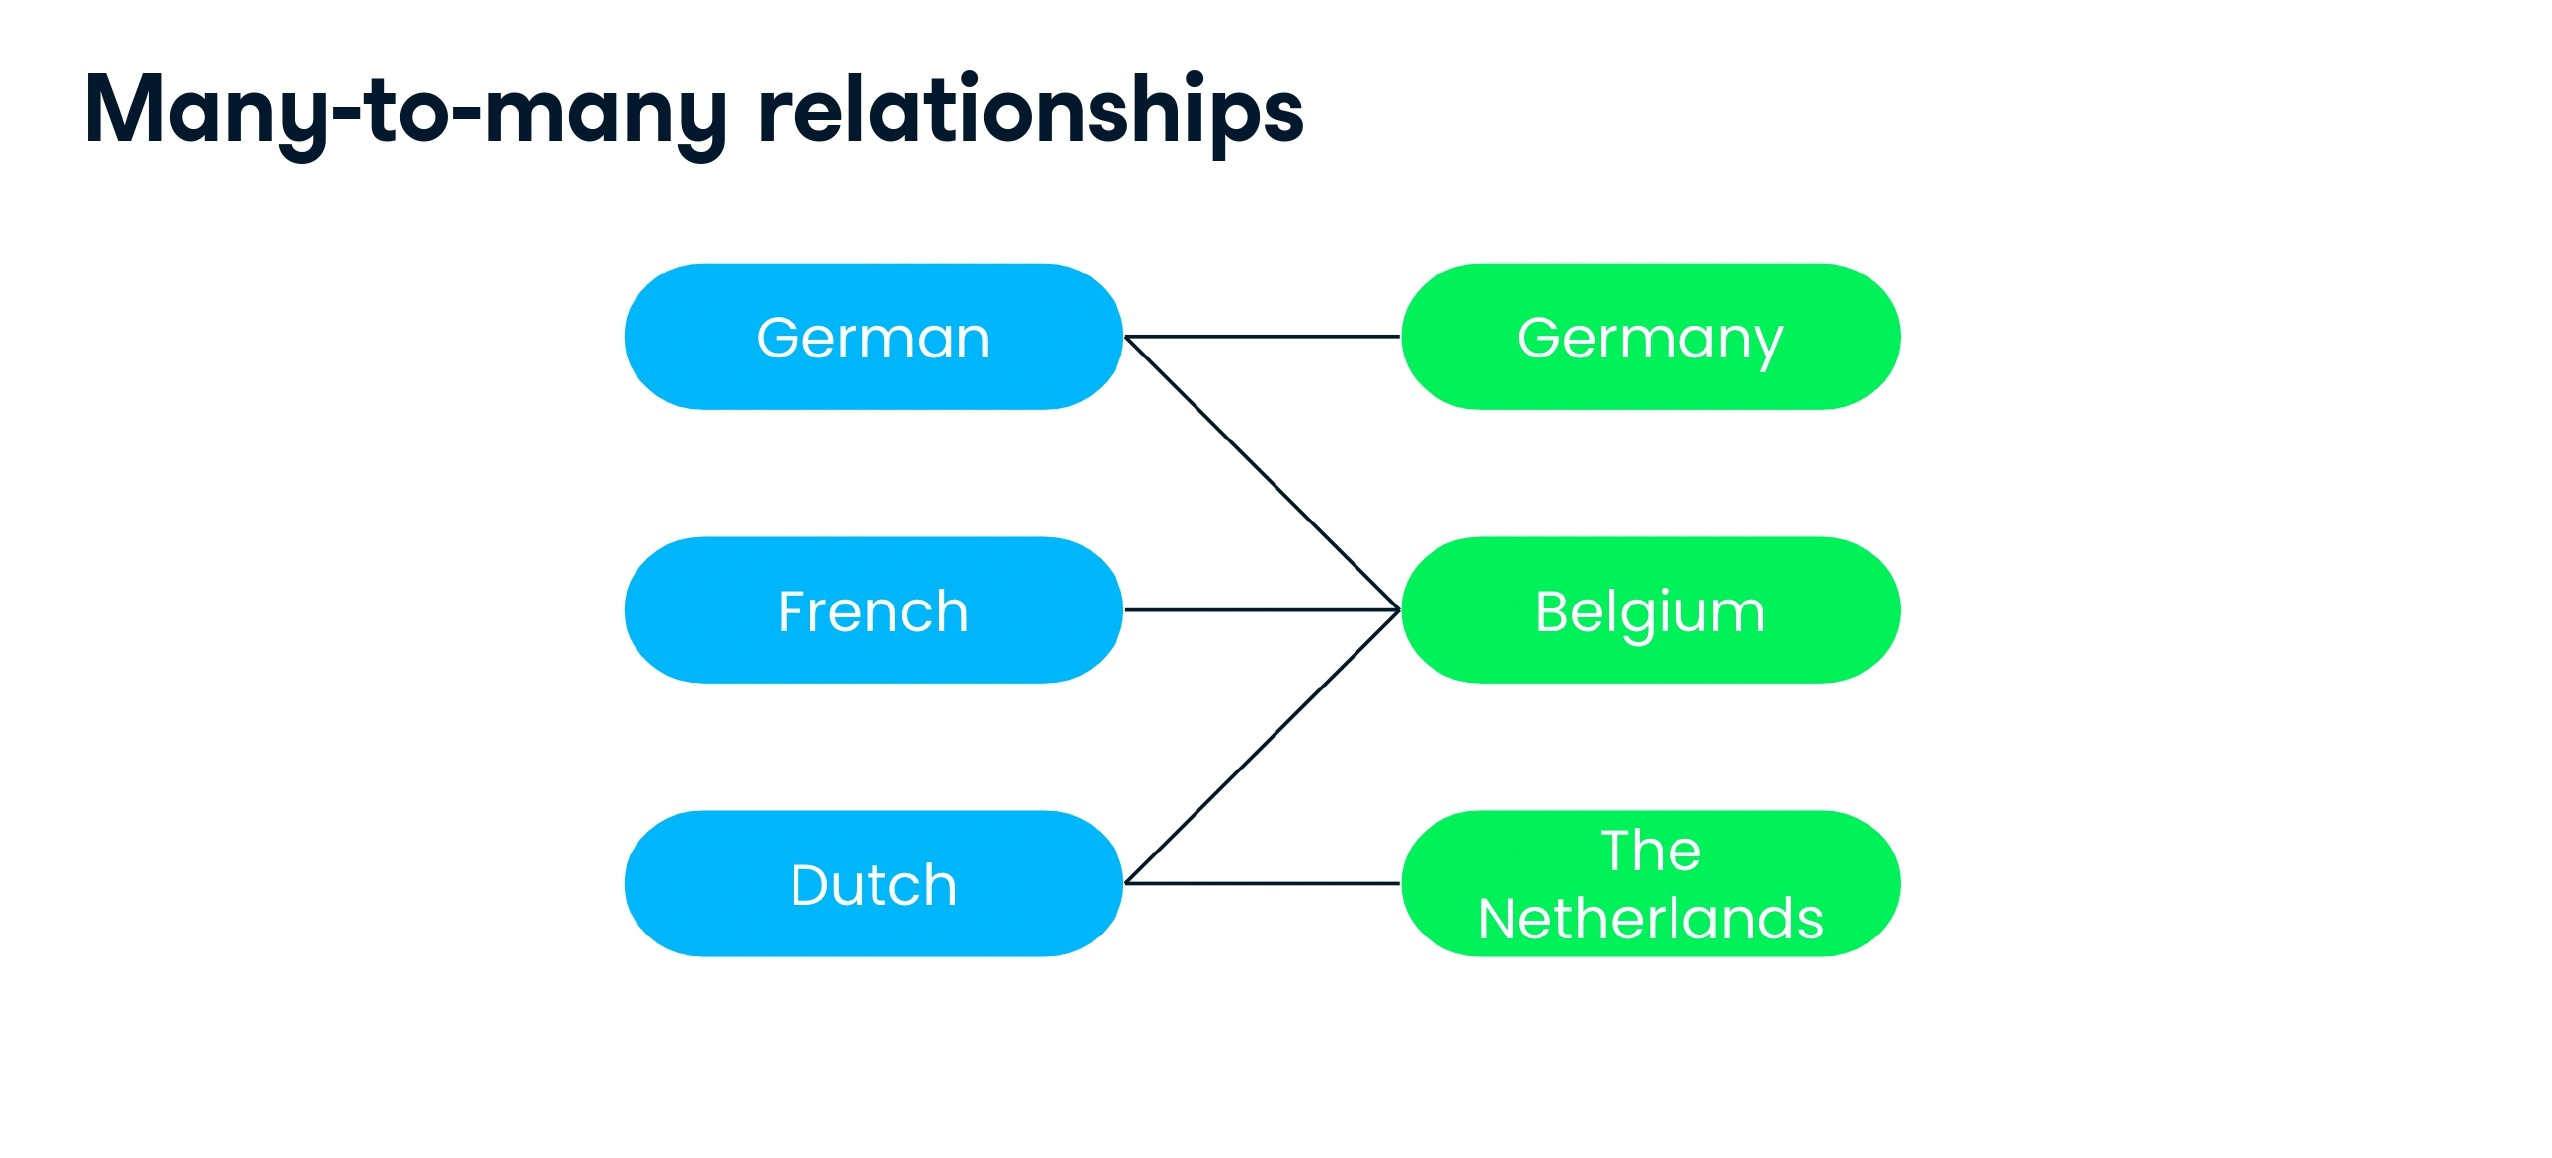 Many-to-many relationships
German
Germany
French
Belgium
Dutch
The
Netherlands